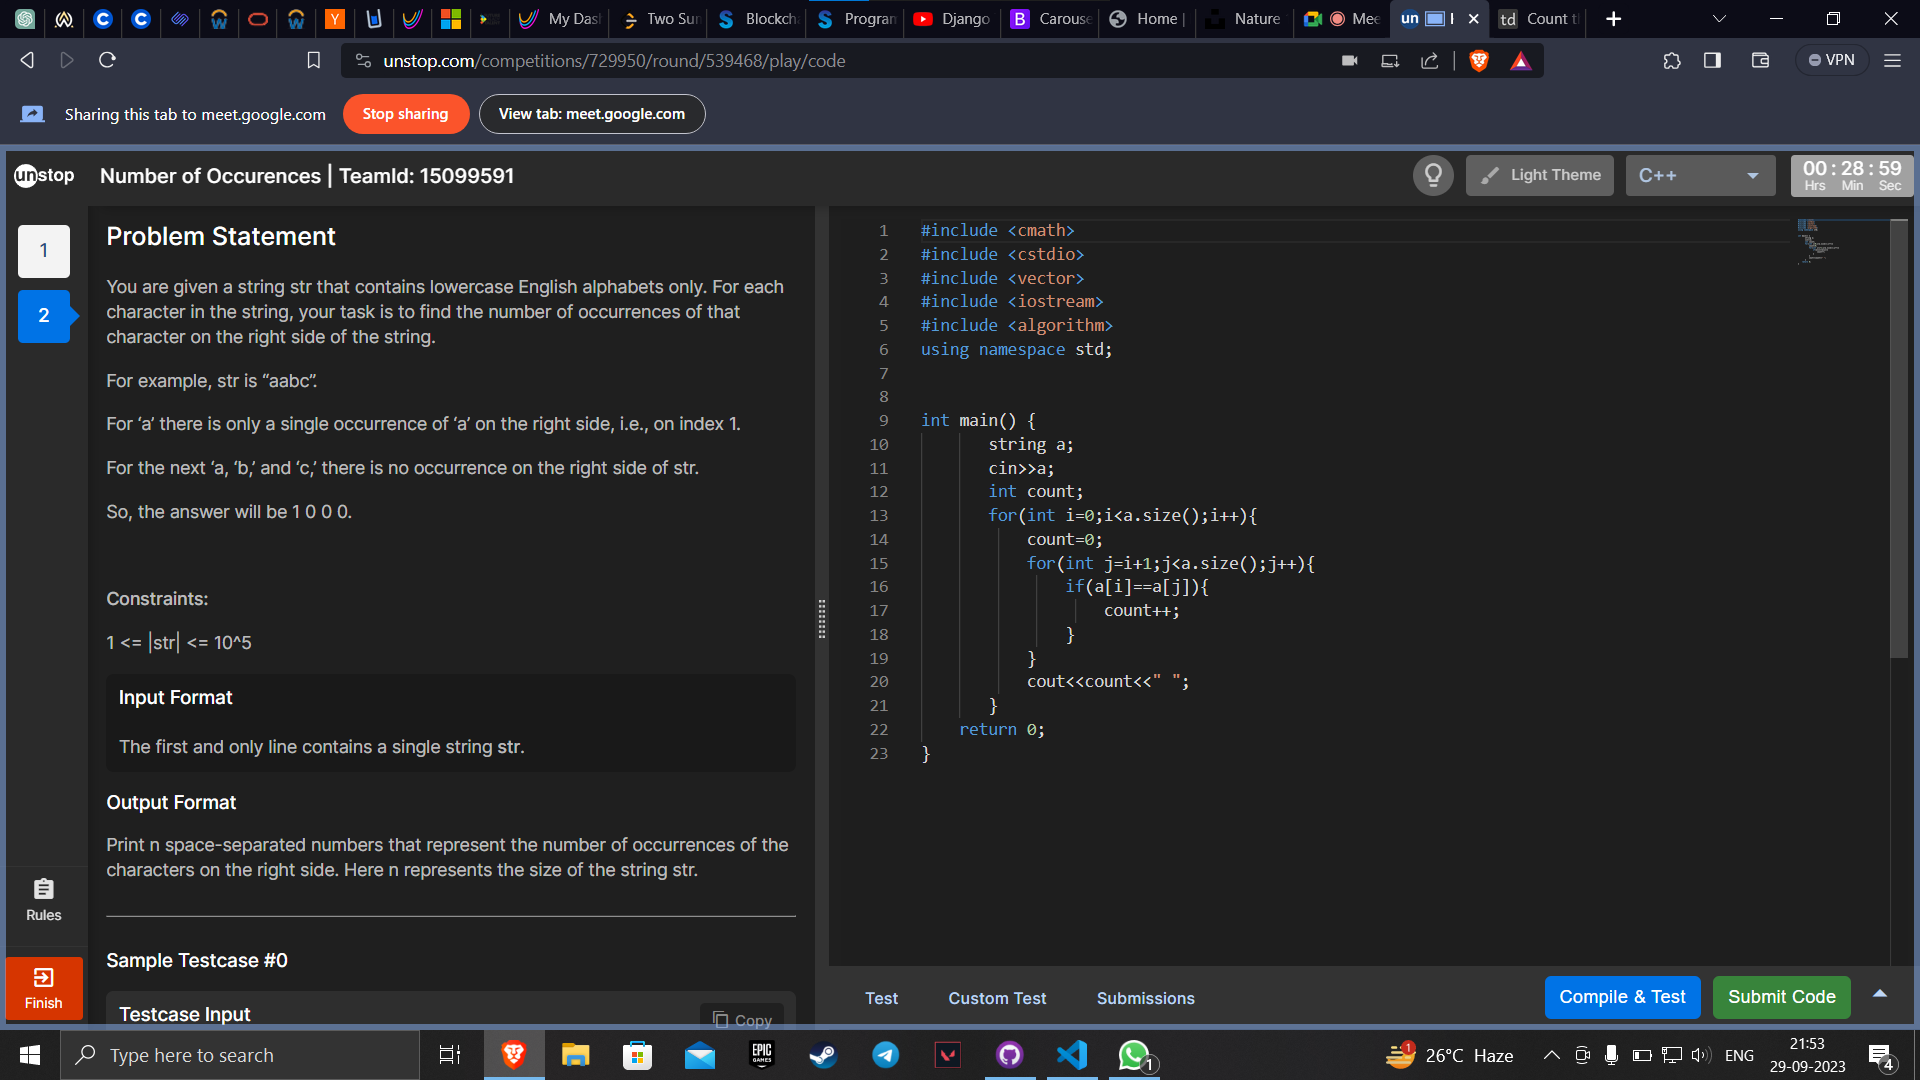 My Das
Two Sun
Blockch
Program
Django
Carouse
Home |
Nature
Mee
Count t
unstop.com/competitions/729950/round/539468/play/code
VPN
Sharing this tab to meet.google.com
Stop sharing
View tab: meet.google.com
unstop
Number of Occurences | TeamId: 15099591
Light Theme
C++
00 : 28 : 59
Hrs Min Sec
1
2
Problem Statement
You are given a string str that contains lowercase English alphabets only. For each
character in the string, your task is to find the number of occurrences of that
character on the right side of the string.
For example, str is “aabc”.
For ‘a’ there is only a single occurrence of ‘a’ on the right side, i.e., on index 1.
For the next ‘a, ‘b,’ and ‘c,’ there is no occurrence on the right side of str.
So, the answer will be 1 0 0 0.
Constraints:
1 <= |str| <= 10^5
Input Format
The first and only line contains a single string str.
Output Format
Print n space-separated numbers that represent the number of occurrences of the
characters on the right side. Here n represents the size of the string str.
Sample Testcase #0
Testcase Input
Copy
Rules
Finish
1 #include <cmath>
2 #include <cstdio>
3 #include <vector>
4 #include <iostream>
5 #include <algorithm>
6 using namespace std;
7
8
9 int main() {
10 string a;
11 cin>>a;
12 int count;
13 for(int i=0;i<a.size();i++){
14 count=0;
15 for(int j=i+1;j<a.size();j++){
16 if(a[i]==a[j]){
17 count++;
18 }
19 }
20 cout<<count<<" ";
21 }
22 return 0;
23 }
Test
Custom Test
Submissions
Compile & Test
Submit Code
Type here to search
EPIC
GAMES
1
1
26°C Haze
ENG
21:53
29-09-2023
4